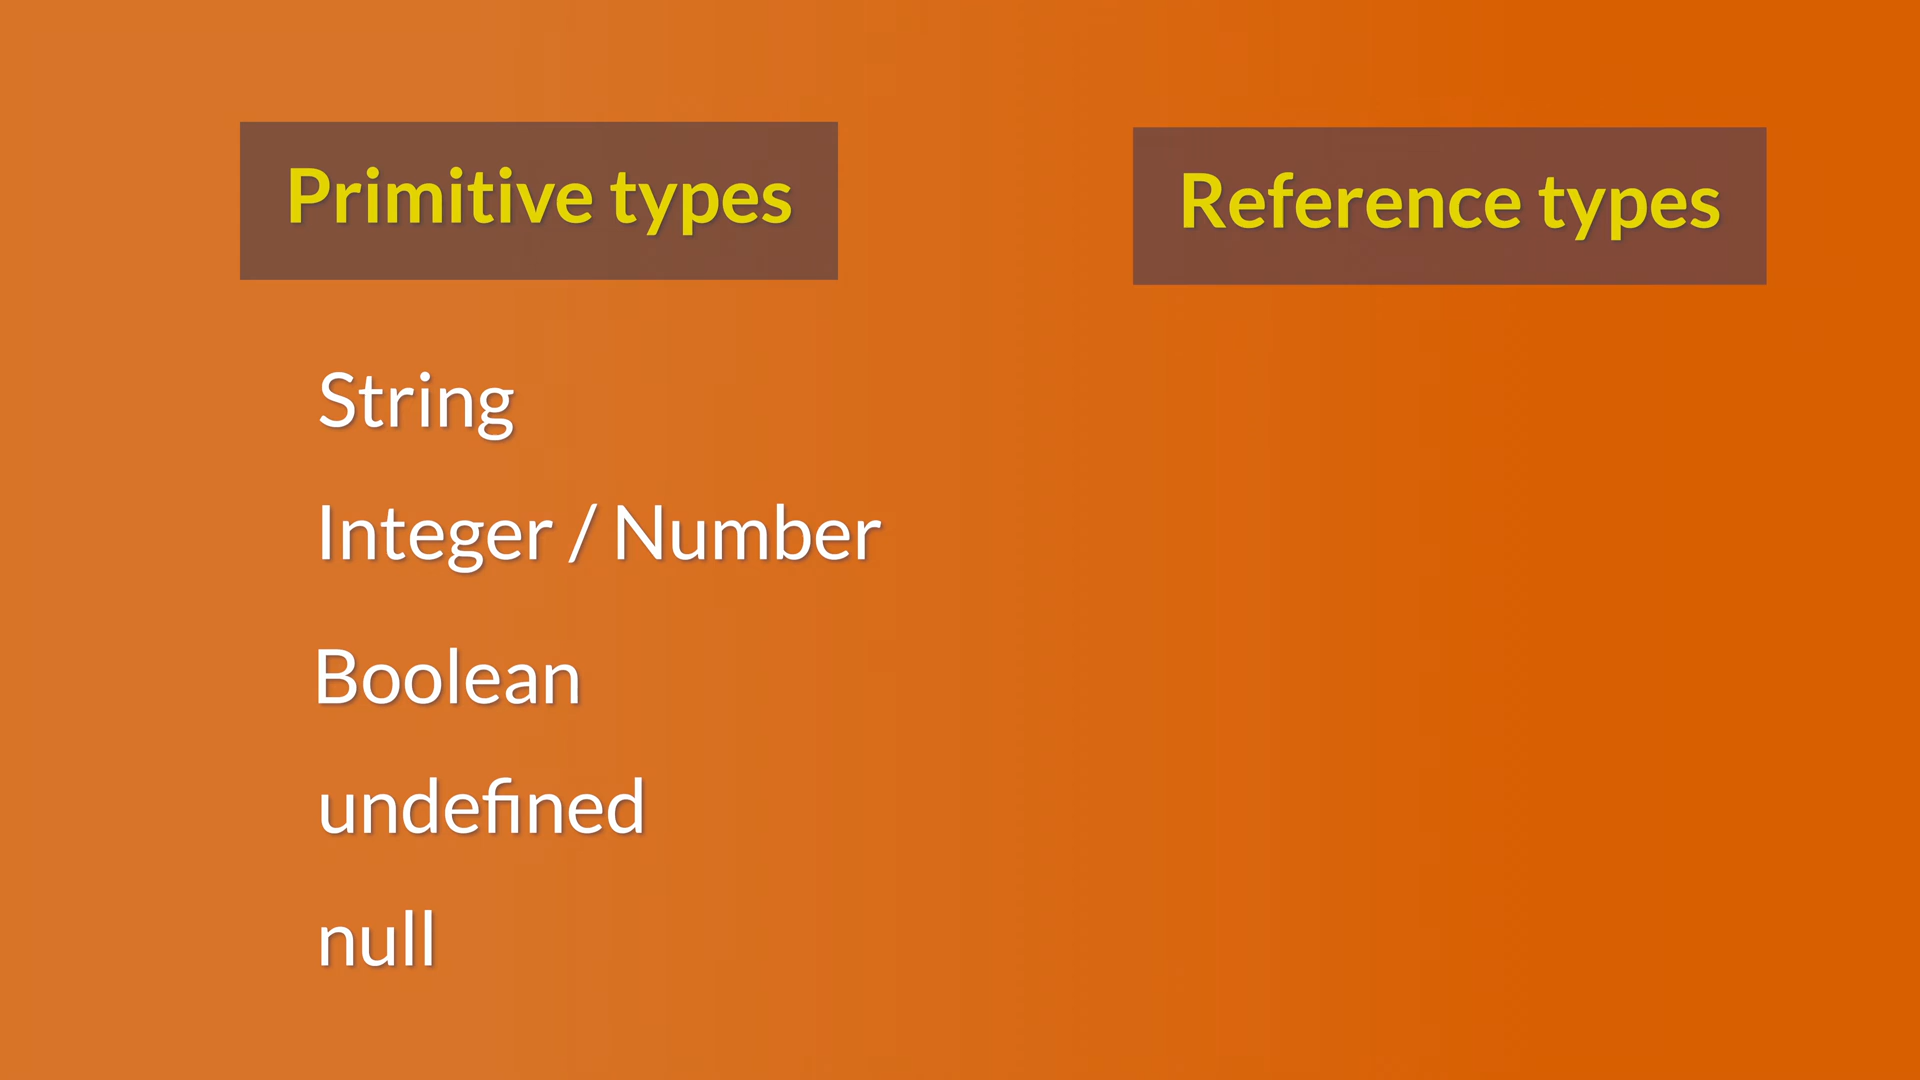 Primitive types
Reference types
String
Integer / Number
Boolean
undefined
null